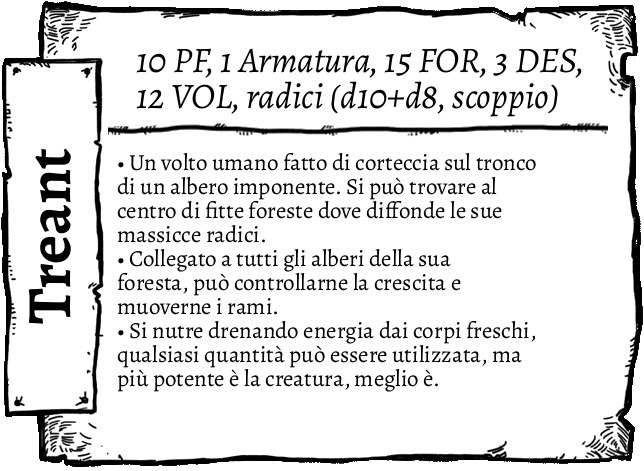 Treant
10 PF, 1 Armatura, 15 FOR, 3 DES,
12 VOL, radici (d10+d8, scoppio)
• Un volto umano fatto di corteccia sul tronco
di un albero imponente. Si può trovare al
centro di fitte foreste dove diffonde le sue
massicce radici.
• Collegato a tutti gli alberi della sua
foresta, può controllarne la crescita e
muoverne i rami.
• Si nutre drenando energia dai corpi freschi,
qualsiasi quantità può essere utilizzata, ma
più potente è la creatura, meglio è.